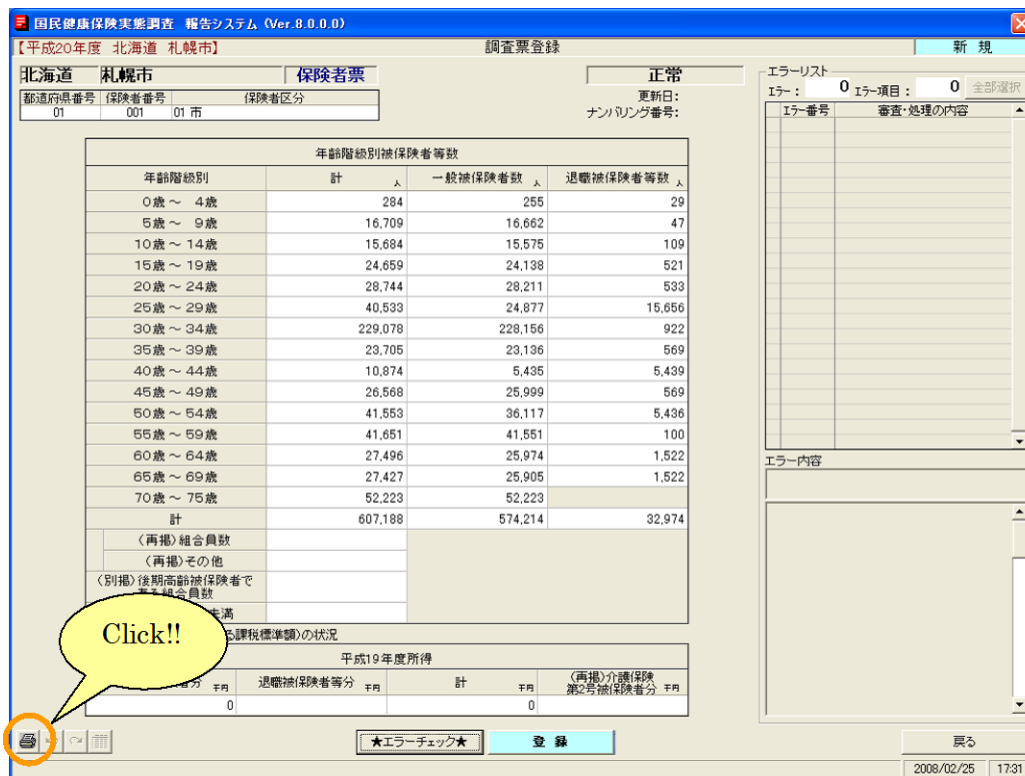 国民健康保険実態調査 報告システム (Ver.8.0.0.0)
【平成20年度 北海道 札幌市】 調査票登録 新 規
北海道 札幌市 保険者票 正常
都道府県番号 保険者番号 保険者区分
01 001 01 市
更新日:
ナンバリング番号:
年齢階級別被保険者等数
年齢階級別 計 人 一般被保険者数 人 退職被保険者等数 人
0歳～ 4歳 284 255 29
5歳～ 9歳 16,709 16,662 47
10歳～14歳 15,684 15,575 109
15歳～19歳 24,659 24,138 521
20歳～24歳 28,744 28,211 533
25歳～29歳 40,533 24,877 15,656
30歳～34歳 229,078 228,156 922
35歳～39歳 23,705 23,136 569
40歳～44歳 10,874 5,435 5,439
45歳～49歳 26,568 25,999 569
50歳～54歳 41,553 36,117 5,436
55歳～59歳 41,651 41,551 100
60歳～64歳 27,496 25,974 1,522
65歳～69歳 27,427 25,905 1,522
70歳～75歳 52,223 52,223
計 607,188 574,214 32,974
(再掲)組合員数
(再掲)その他
(別掲)後期高齢被保険者で
ある組合員数
未満
る課税標準額)の状況
平成19年度所得
者分 千円 退職被保険者等分 千円 計 千円 (再掲)介護保険
第2号被保険者分 千円
0 0
Click!!
★エラーチェック★ 登 録 戻る
エラーリスト
エラー: 0 エラー項目: 0 全部選択
エラー番号 審査・処理の内容
エラー内容
2008/02/25 17:31